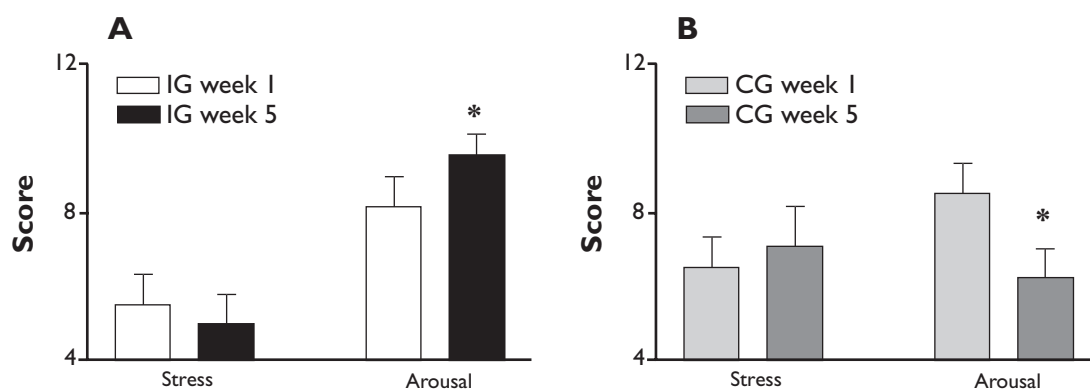 A
12
IG week 1
IG week 5
*
8
Score
4
Stress
Arousal
B
12
CG week 1
CG week 5
*
8
Score
4
Stress
Arousal